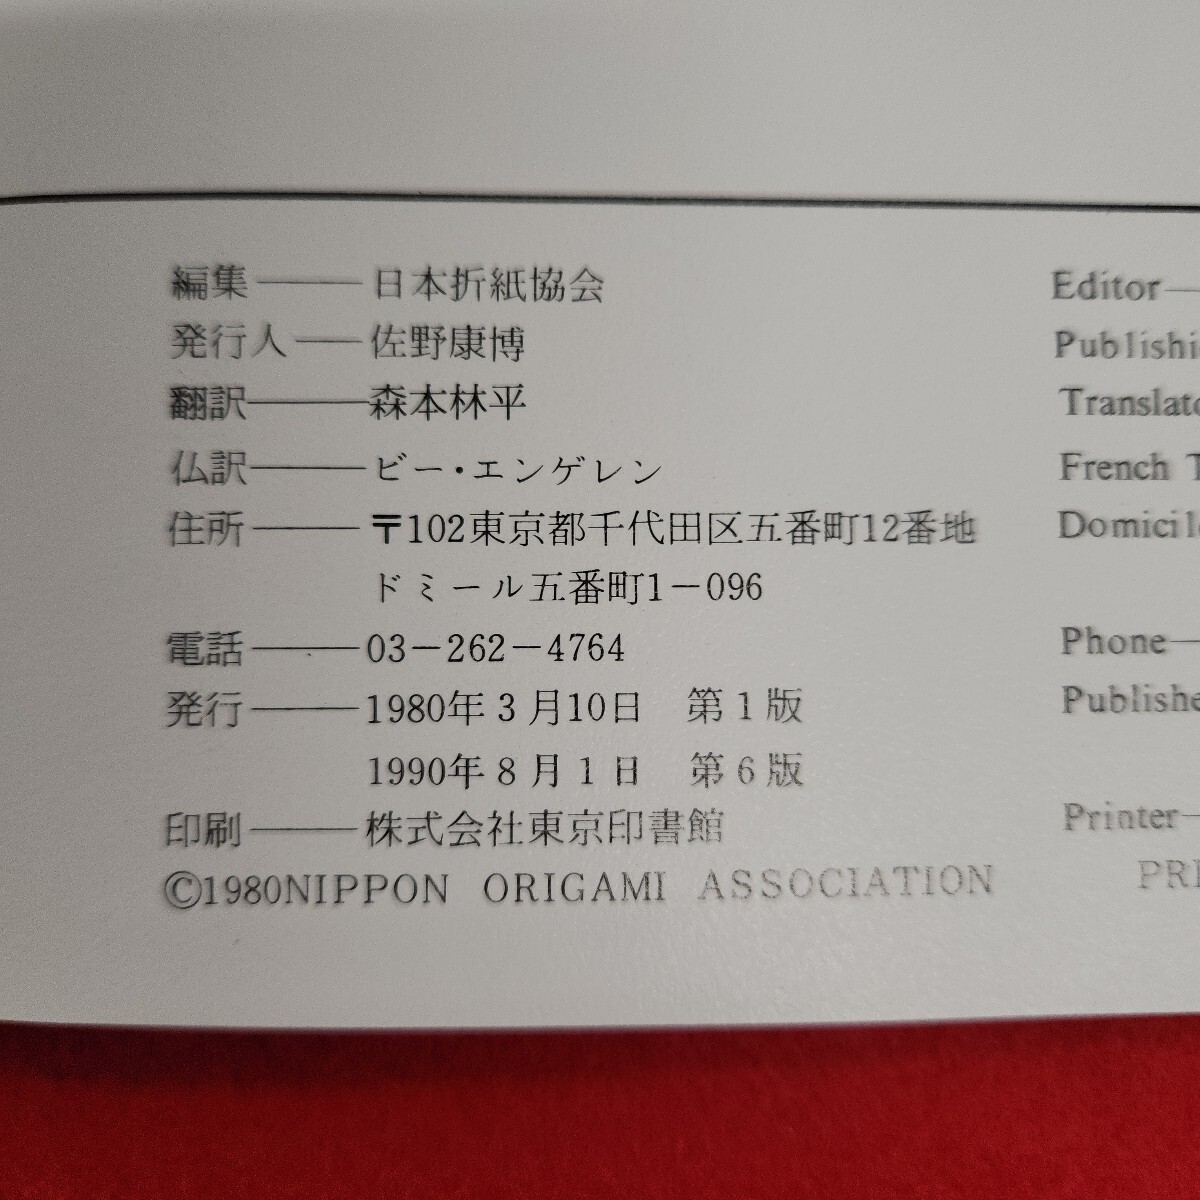 編集――日本折紙協会 Editor―
発行人――佐野康博
翻訳――森本林平
仏訳――ビー・エンゲレン French
住所――〒102東京都千代田区五番町12番地
ドミール五番町1－096
電話――03－262－4764 Phone―
発行――1980年3月10日 第1版
1990年8月1日 第6版
印刷――株式会社東京印書館 Printer―
©1980NIPPON ORIGAMI ASSOCIATION